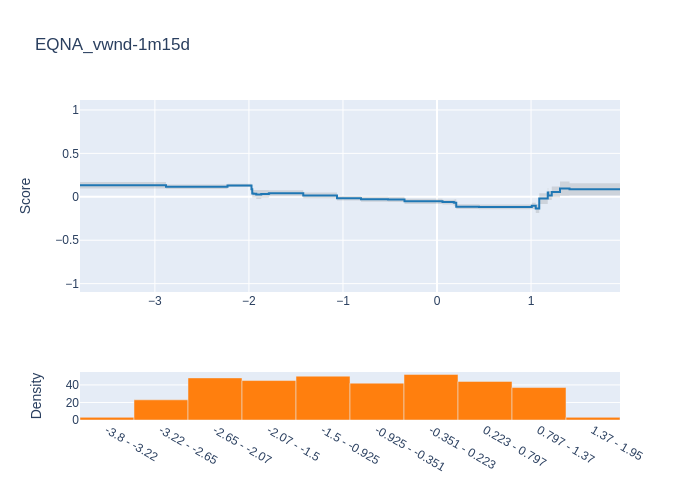 EQNA_vwnd-1m15d
Score
1
0.5
0
−0.5
−1
−3
−2
−1
0
1
Density
40
20
0
-3.8 - -3.22
-3.22 - -2.65
-2.65 - -2.07
-2.07 - -1.5
-1.5 - -0.925
-0.925 - -0.351
-0.351 - 0.223
0.223 - 0.797
0.797 - 1.37
1.37 - 1.95